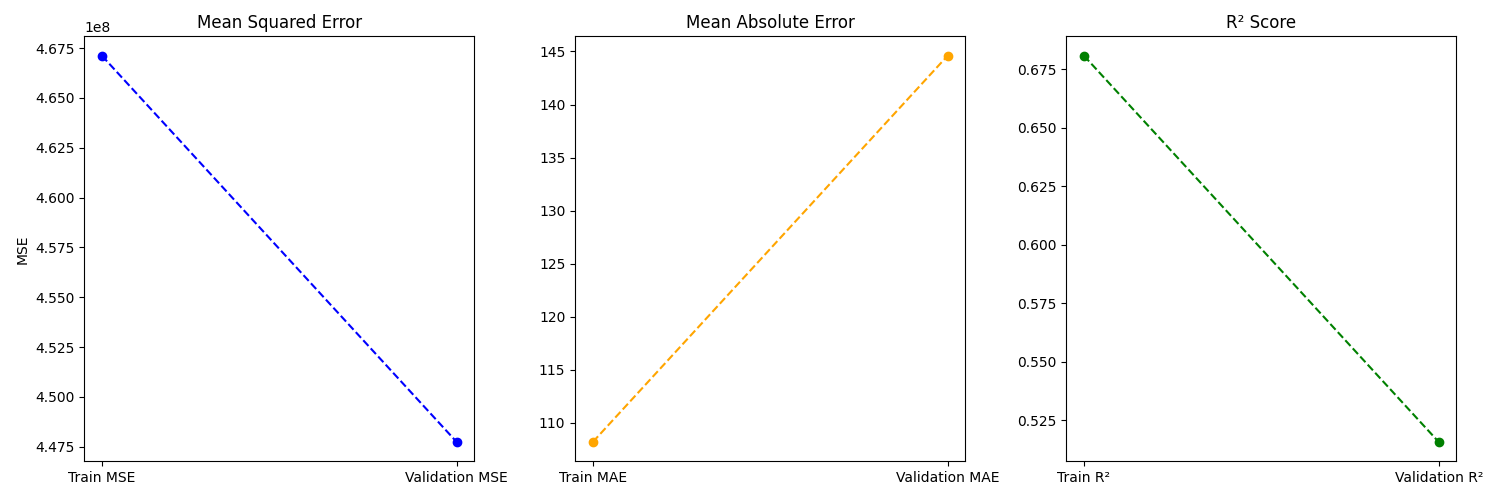 Mean Squared Error
1e8
4.675
4.650
4.625
4.600
4.575
4.550
4.525
4.500
4.475
MSE
Train MSE
Validation MSE
Mean Absolute Error
145
140
135
130
125
120
115
110
Train MAE
Validation MAE
R² Score
0.675
0.650
0.625
0.600
0.575
0.550
0.525
Train R²
Validation R²